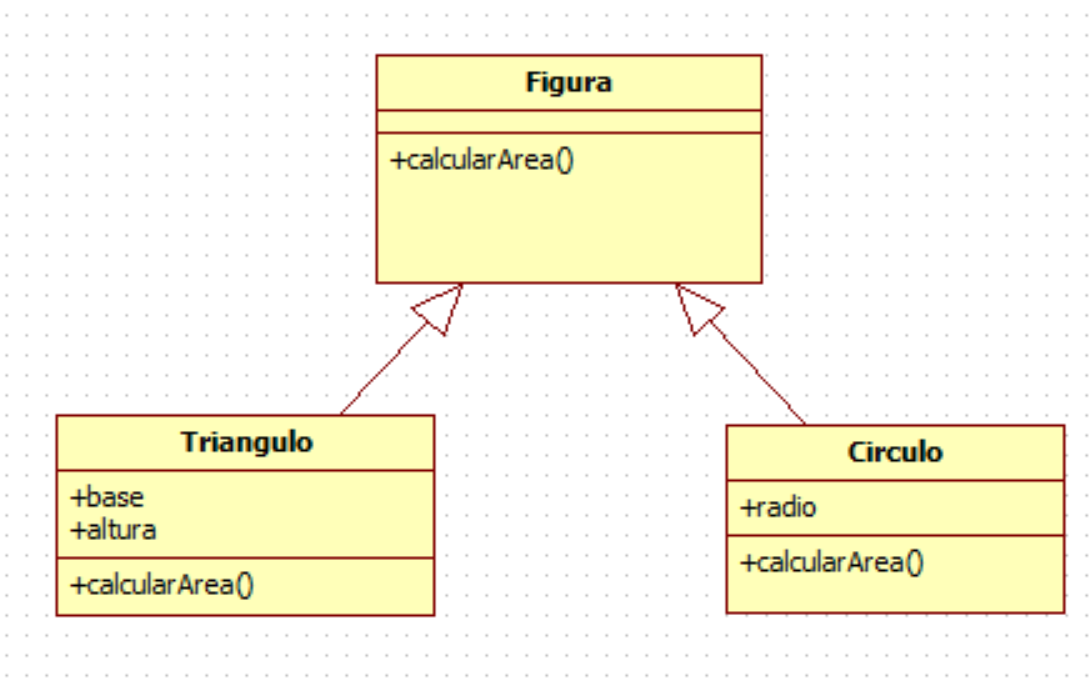 Figura
+calcularArea()
Triangulo
+base
+altura
+calcularArea()
Circulo
+radio
+calcularArea()